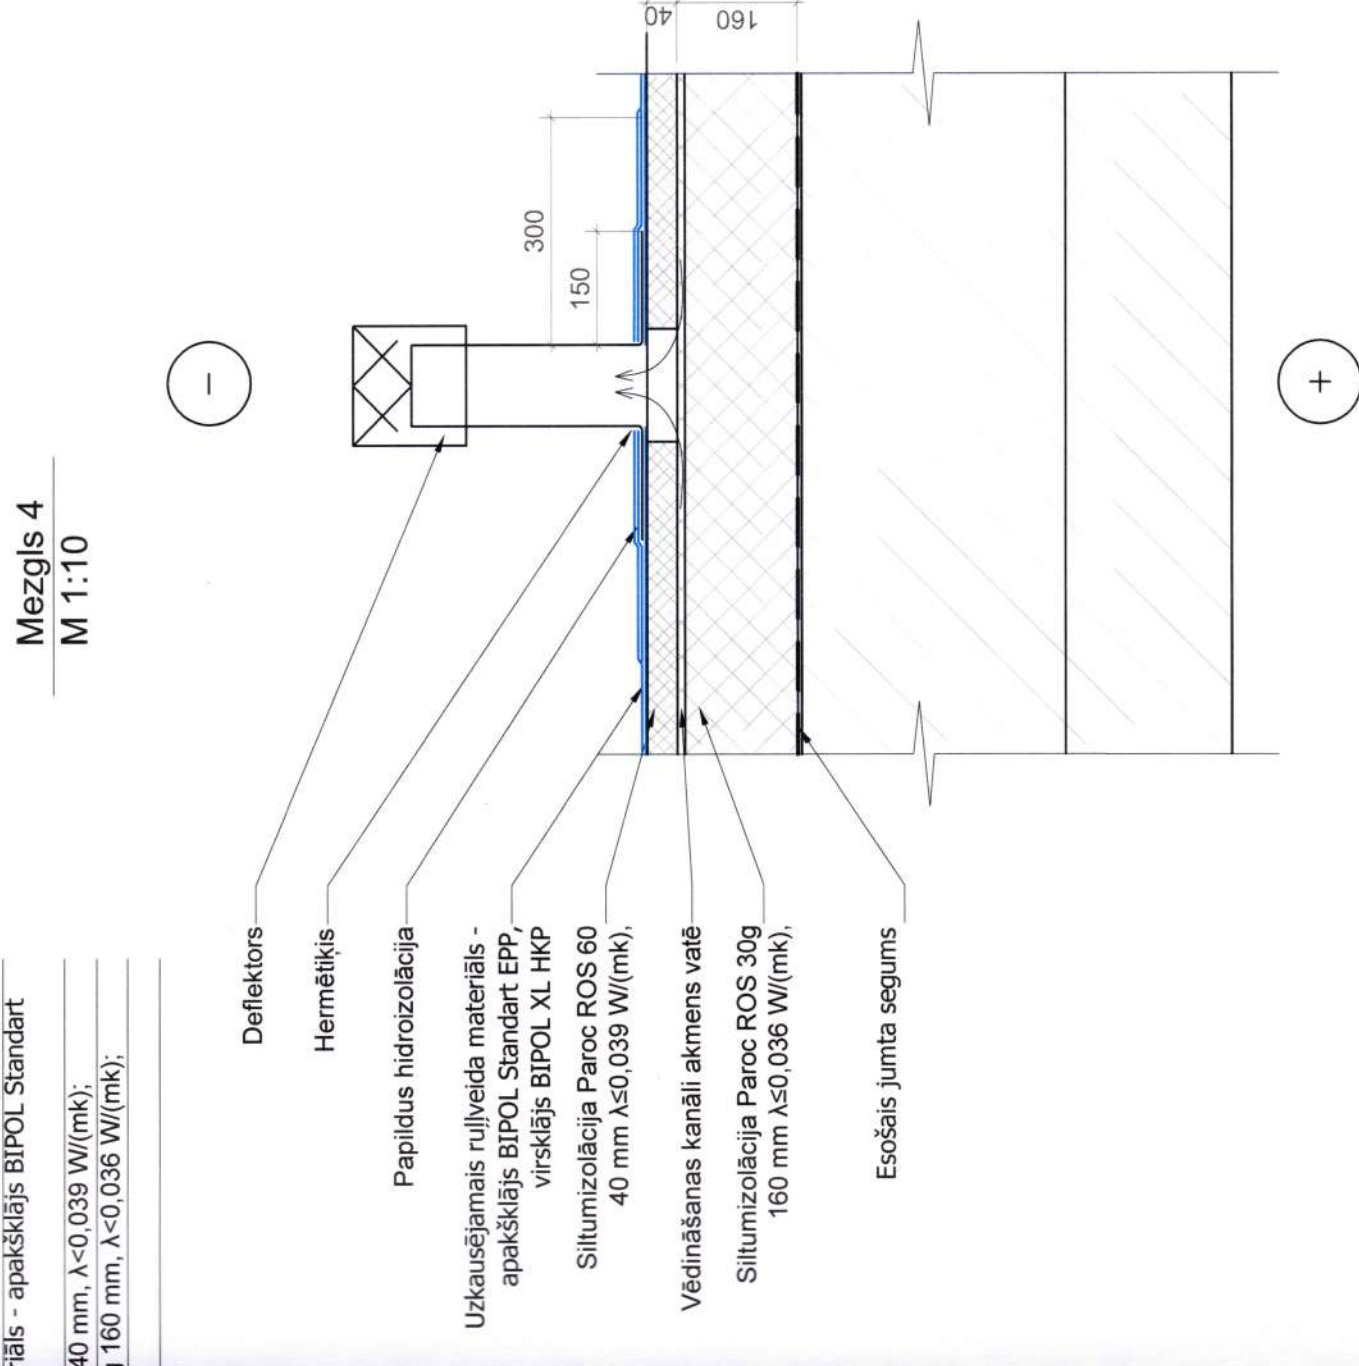 Mezgls 4
M 1:10
- apakšklājs BIPOL Standart
40 mm, λ<0,039 W/(mk);
160 mm, λ<0,036 W/(mk);
Deflektors
Hermētiķis
Papildus hidroizolācija
Uzkausējamais ruļļveida materiāls -
apakšklājs BIPOL Standart EPP,
virsklājs BIPOL XL HKP
Siltumizolācija Paroc ROS 60
40 mm λ≤0,039 W/(mk),
Vēdināšanas kanāli akmens vatē
Siltumizolācija Paroc ROS 30g
160 mm λ≤0,036 W/(mk),
Esošais jumta segums
300
150
40
160
-
+